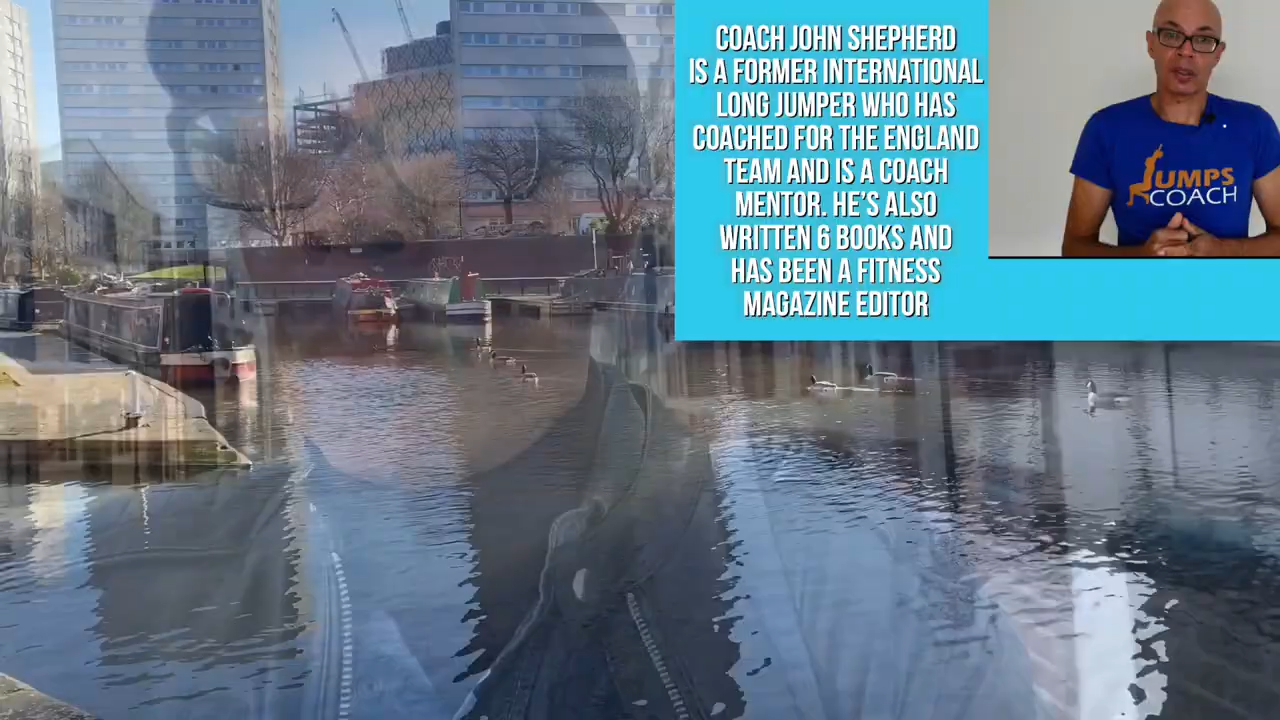 COACH JOHN SHEPHERD
IS A FORMER INTERNATIONAL
LONG JUMPER WHO HAS
COACHED FOR THE ENGLAND
TEAM AND IS A COACH
MENTOR. HE'S ALSO
WRITTEN 6 BOOKS AND
HAS BEEN A FITNESS
MAGAZINE EDITOR
JUMPS
COACH